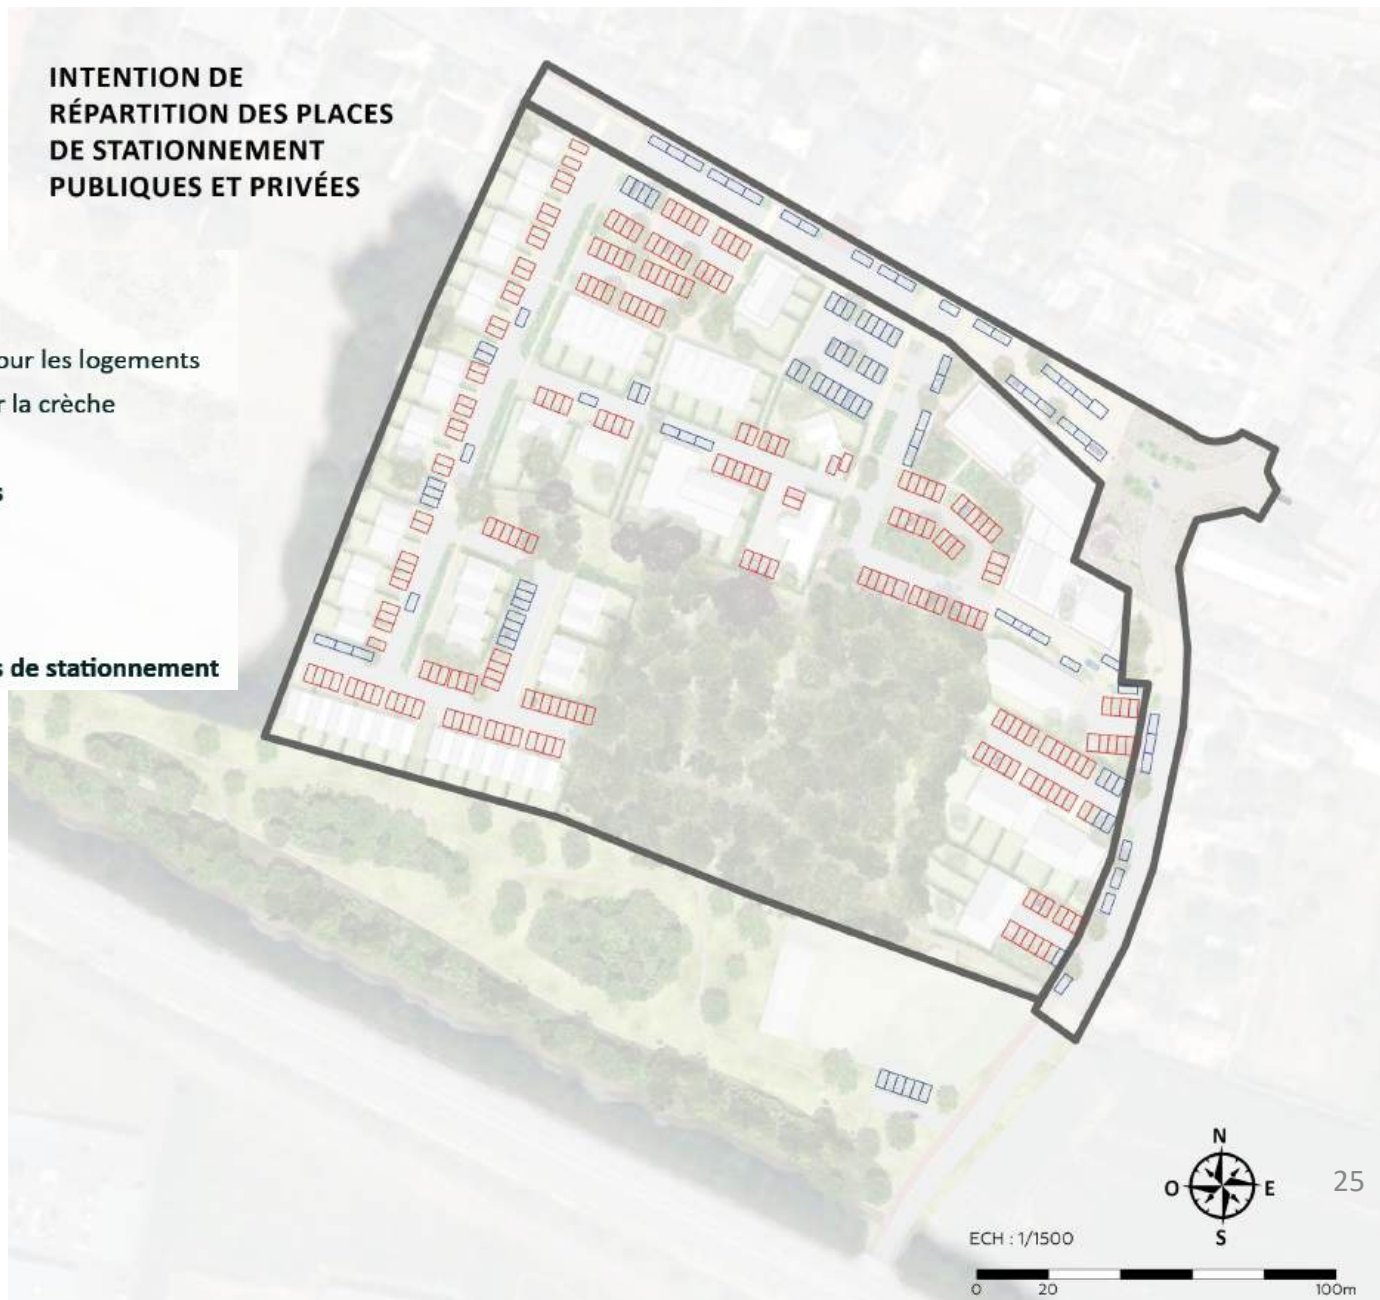 INTENTION DE
RÉPARTITION DES PLACES
DE STATIONNEMENT
PUBLIQUES ET PRIVÉES
pour les logements
la crèche
de stationnement
N
O E
S
25
ECH : 1/1500
0 20 100m